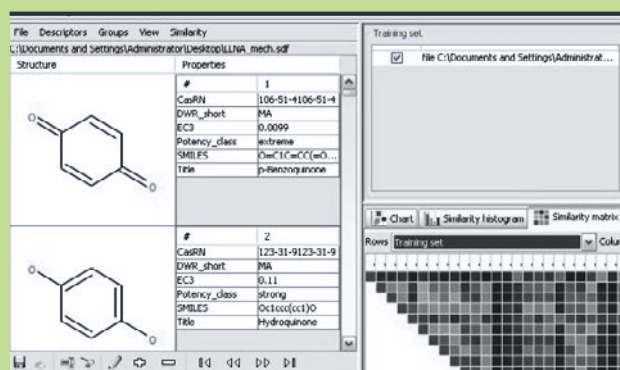 File Descriptors Groups View Similarity
C:\Documents and Settings\Administrator\Desktop\LLNA_mech.sdf
Structure Properties
# 1
CasRN 106-51-4106-51-4
DWR_short MA
EC3 0.0099
Potency_class extreme
SMILES O=C1C=CC(=O...
Title p-Benzoquinone
O
O
# 2
CasRN 123-31-9123-31-9
DWR_short MA
EC3 0.11
Potency_class strong
SMILES Oc1ccc(cc1)O
Title Hydroquinone
O
O
Training set
file C:\Documents and Settings\Administrat...
Chart Similarity histogram Similarity matrix
Rows Training set Colum